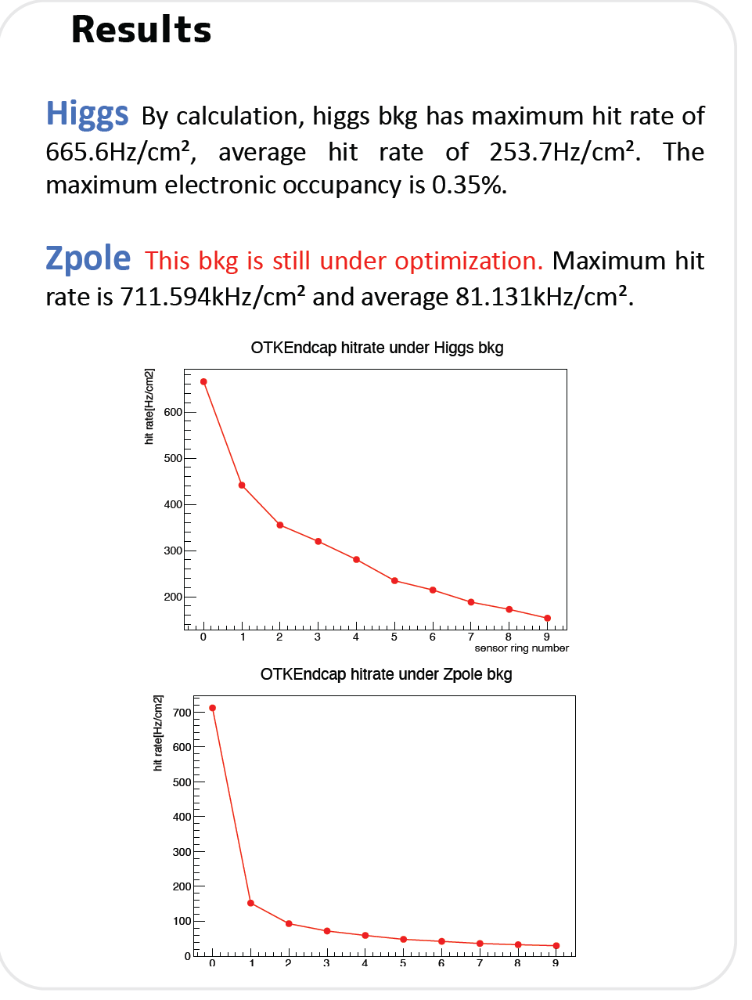 Results
Higgs By calculation, higgs bkg has maximum hit rate of
665.6Hz/cm², average hit rate of 253.7Hz/cm². The
maximum electronic occupancy is 0.35%.
Zpole This bkg is still under optimization. Maximum hit
rate is 711.594kHz/cm² and average 81.131kHz/cm².
OTKEndcap hitrate under Higgs bkg
hit rate[Hz/cm2]
600
500
400
300
200
0 1 2 3 4 5 6 7 8 9
sensor ring number
OTKEndcap hitrate under Zpole bkg
hit rate[Hz/cm2]
700
600
500
400
300
200
100
0
0 1 2 3 4 5 6 7 8 9